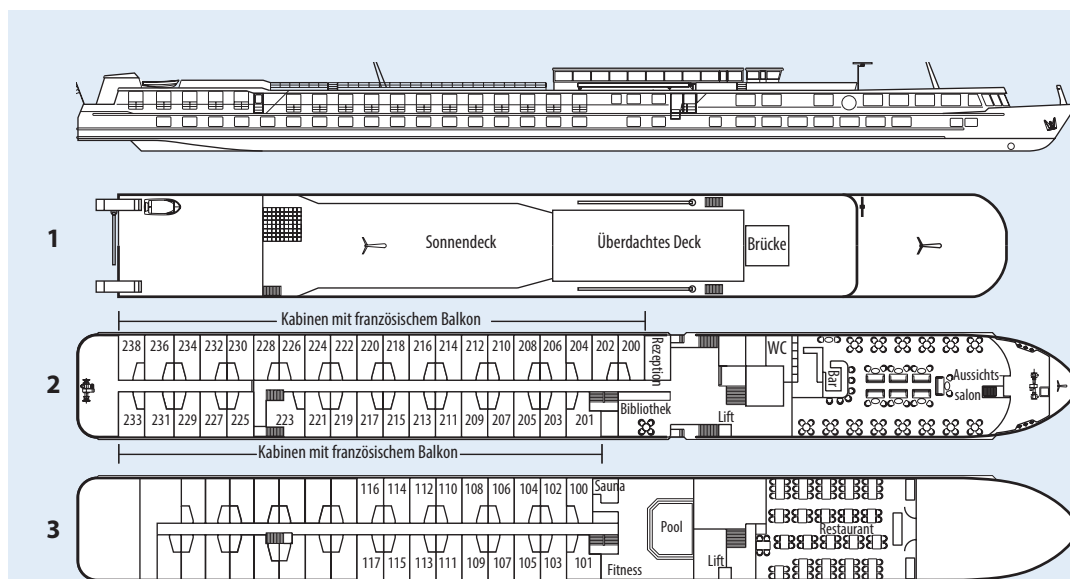 1
Sonnendeck
Überdachtes Deck
Brücke
Kabinen mit französischem Balkon
2
238 236 234 232 230 228 226 224 222 220 218 216 214 212 210 208 206 204 202 200
Rezeption
WC
Bar
Aussichts
salon
233 231 229 227 225 223 221 219 217 215 213 211 209 207 205 203 201
Bibliothek
Lift
Kabinen mit französischem Balkon
3
116 114 112 110 108 106 104 102 100
Sauna
Pool
Restaurant
Lift
117 115 113 111 109 107 105 103 101
Fitness